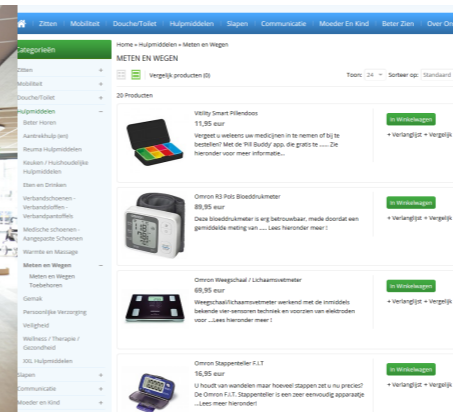 Zitten Mobiliteit Douche/Toilet Hulpmiddelen Slapen Communicatie Moeder En Kind Beter Zien Over On
Categorieën
Zitten +
Mobiliteit +
Douche/Toilet +
Hulpmiddelen –
Beter Horen
Aantrekhulp (en)
Reuma Hulpmiddelen
Keuken / Huishoudelijke
Hulpmiddelen
Eten en Drinken
Verbandschoenen -
Verbandsloffen -
Verbandpantoffels
Medische schoenen -
Aangepaste Schoenen
Warmte en Massage
Meten en Wegen –
Meten en Wegen
Toebehoren
Gemak
Persoonlijke Verzorging
Veiligheid
Wellness / Therapie /
Gezondheid
XXL Hulpmiddelen
Slapen +
Communicatie +
Moeder en Kind +
Home » Hulpmiddelen » Meten en Wegen
METEN EN WEGEN
Vergelijk producten (0)
Toon: 24 Sorteer op: Standaard
20 Producten
Vitility Smart Pillendoos
11,95 eur
Vergeet u weleens uw medicijnen in te nemen of bij te
bestellen? Met de 'Pill Buddy' app, die gratis te ...... Zie
hieronder voor meer informatie...
In Winkelwagen
+ Verlanglijst + Vergelijk
Omron R3 Pols Bloeddrukmeter
89,95 eur
Deze bloeddrukmeter is erg betrouwbaar, mede doordat een
gemiddelde meting van ..... Lees hieronder meer !
In Winkelwagen
+ Verlanglijst + Vergelijk
Omron Weegschaal / Lichaamsvetmeter
69,95 eur
Weegschaal/lichaamsvetmeter werkend met de inmiddels
bekende vier-sensoren techniek en voorzien van elektroden
voor ...Lees hieronder meer !
In Winkelwagen
+ Verlanglijst + Vergelijk
Omron Stappenteller F.I.T
16,95 eur
U houdt van wandelen maar hoeveel stappen zet u nu precies?
De Omron F.I.T. Stappenteller is een zeer eenvoudig apparaatje
...Lees meer hieronder!
In Winkelwagen
+ Verlanglijst + Vergelijk